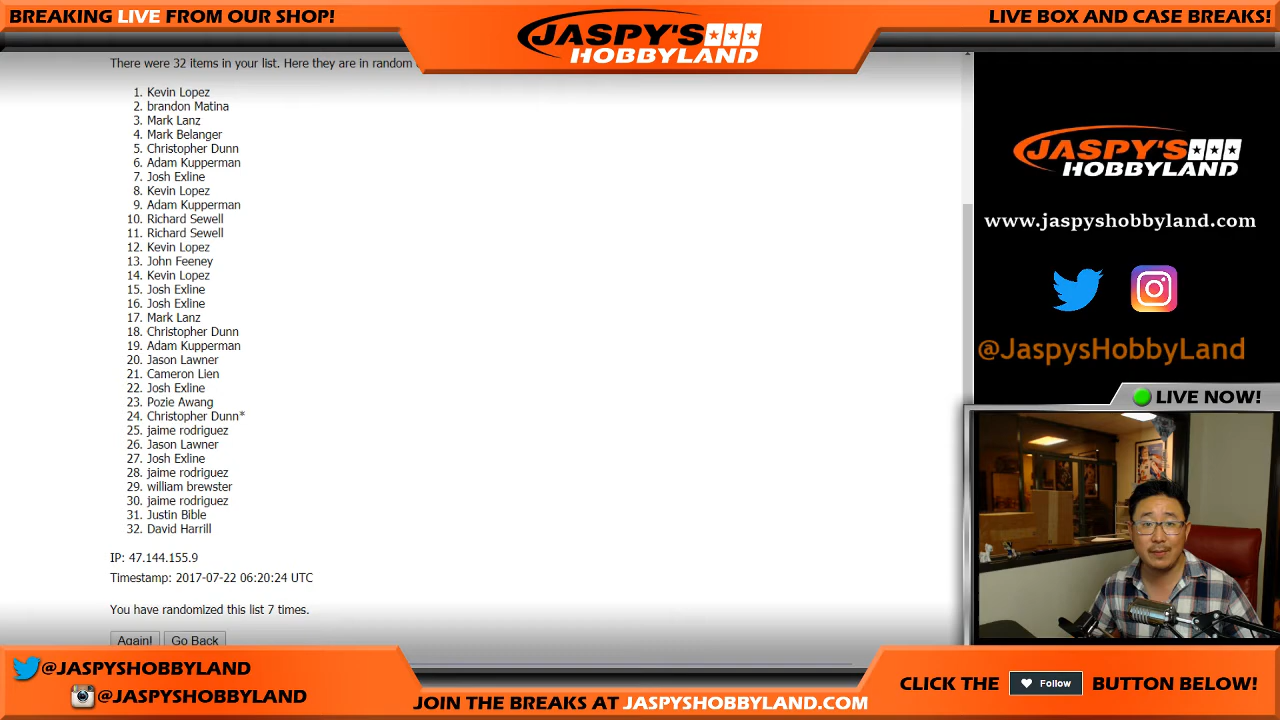 BREAKING LIVE FROM OUR SHOP!
JASPY'S
HOBBYLAND
LIVE BOX AND CASE BREAKS!
There were 32 items in your list. Here they are in random
1. Kevin Lopez
2. brandon Matina
3. Mark Lanz
4. Mark Belanger
5. Christopher Dunn
6. Adam Kupperman
7. Josh Exline
8. Kevin Lopez
9. Adam Kupperman
10. Richard Sewell
11. Richard Sewell
12. Kevin Lopez
13. John Feeney
14. Kevin Lopez
15. Josh Exline
16. Josh Exline
17. Mark Lanz
18. Christopher Dunn
19. Adam Kupperman
20. Jason Lawner
21. Cameron Lien
22. Josh Exline
23. Pozie Awang
24. Christopher Dunn*
25. jaime rodriguez
26. Jason Lawner
27. Josh Exline
28. jaime rodriguez
29. william brewster
30. jaime rodriguez
31. Justin Bible
32. David Harrill
IP: 47.144.155.9
Timestamp: 2017-07-22 06:20:24 UTC
You have randomized this list 7 times.
Again! Go Back
JASPY'S
HOBBYLAND
www.jaspyshobbyland.com
@JaspysHobbyLand
LIVE NOW!
@JASPYSHOBBYLAND
@JASPYSHOBBYLAND
JOIN THE BREAKS AT JASPYSHOBBYLAND.COM
CLICK THE Follow BUTTON BELOW!